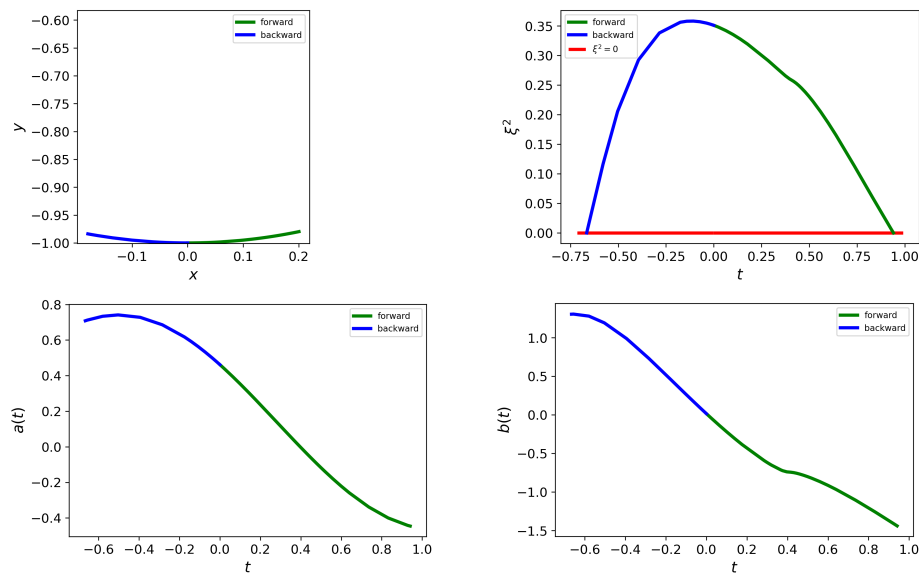 −0.60
−0.65
−0.70
−0.75
−0.80
−0.85
−0.90
−0.95
−1.00
y
−0.1 0.0 0.1 0.2
x
forward
backward
0.35
0.30
0.25
0.20
0.15
0.10
0.05
0.00
ξ²
−0.75 −0.50 −0.25 0.00 0.25 0.50 0.75 1.00
t
forward
backward
ξ² = 0
0.8
0.6
0.4
0.2
0.0
−0.2
−0.4
a(t)
−0.6 −0.4 −0.2 0.0 0.2 0.4 0.6 0.8 1.0
t
forward
backward
1.0
0.5
0.0
−0.5
−1.0
−1.5
b(t)
−0.6 −0.4 −0.2 0.0 0.2 0.4 0.6 0.8 1.0
t
forward
backward